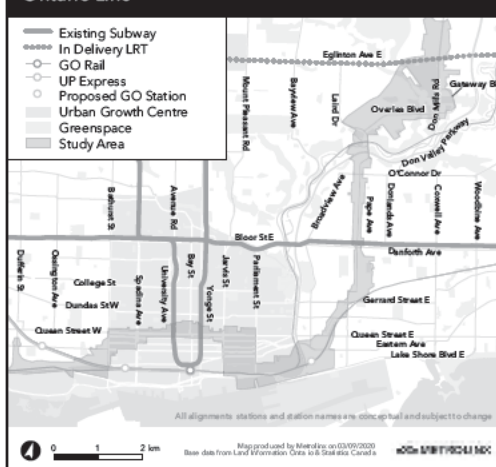 Ontario Line
Existing Subway
In Delivery LRT
GO Rail
UP Express
Proposed GO Station
Urban Growth Centre
Greenspace
Study Area
Eglinton Ave E
Mount Pleasant Rd
Bayview Ave
Laird Dr
Overlea Blvd
Don Mills Rd
Gateway Bl
Don Valley Parkway
O'Connor Dr
Broadview Ave
Pape Ave
Donlands Ave
Coxwell Ave
Woodbine Ave
Bathurst St
Avenue Rd
Bloor St E
Danforth Ave
Dufferin St
Ossington Ave
College St
Spadina Ave
University Ave
Bay St
Yonge St
Jarvis St
Parliament St
Dundas St W
Gerrard Street E
Queen Street W
Queen Street E
Eastern Ave
Lake Shore Blvd E
All alignments stations and station names are conceptual and subject to change
0 1 2 km
Map produced by Metrolinx on 03/09/2020
Base data from Land Information Ontario & Statistics Canada
METROLINX